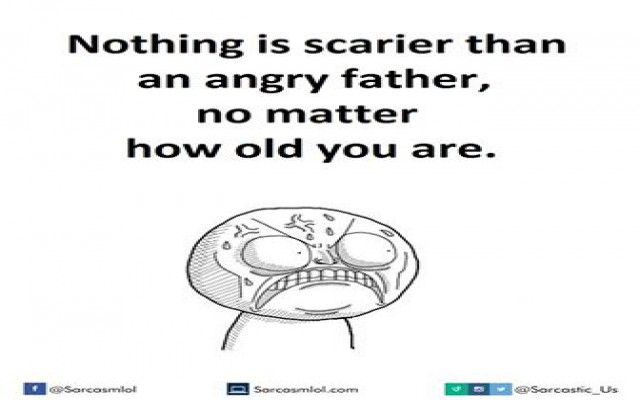 Nothing is scarier than
an angry father,
no matter
how old you are.
@Sarcasmlol Sarcasmlol.com @Sarcastic_Us